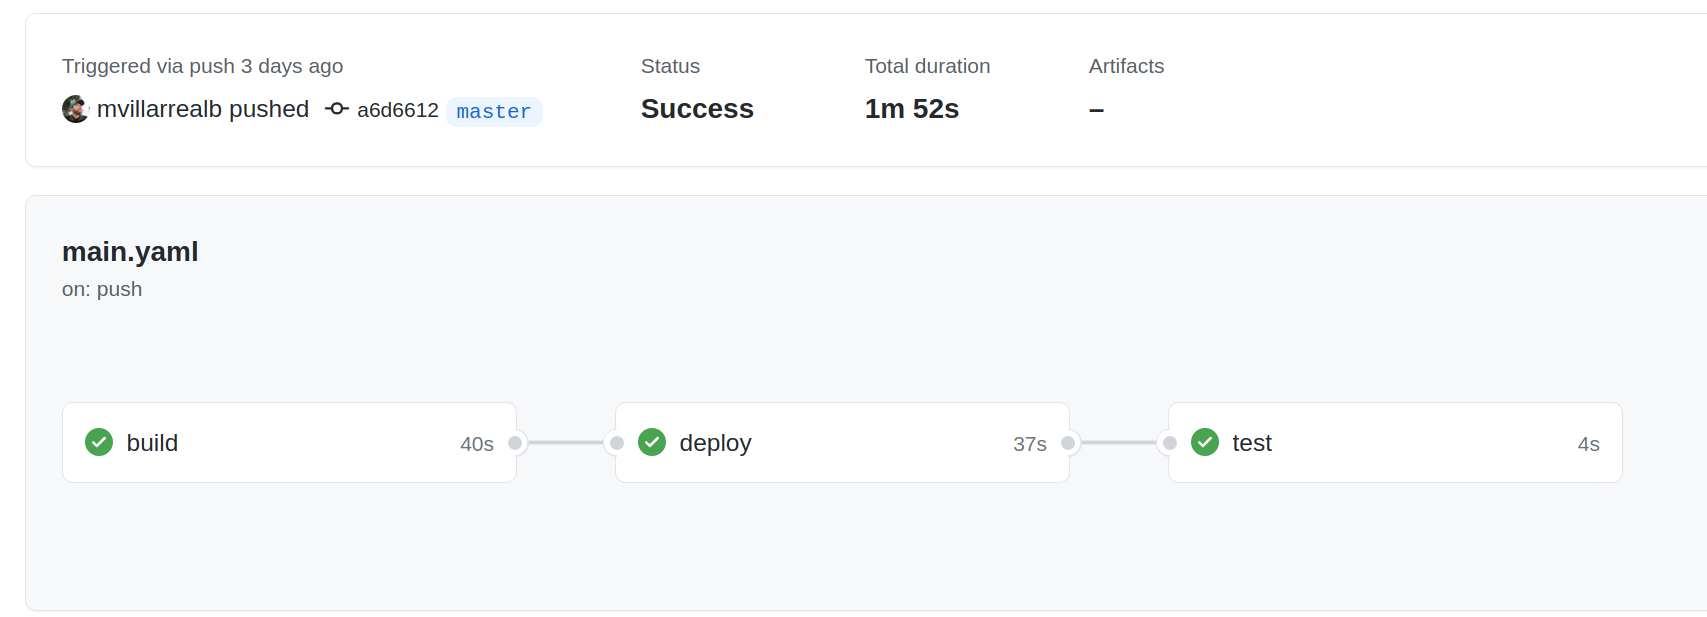 Triggered via push 3 days ago
mvillarrealb pushed a6d6612 master
Status
Success
Total duration
1m 52s
Artifacts
–
main.yaml
on: push
build 40s
deploy 37s
test 4s